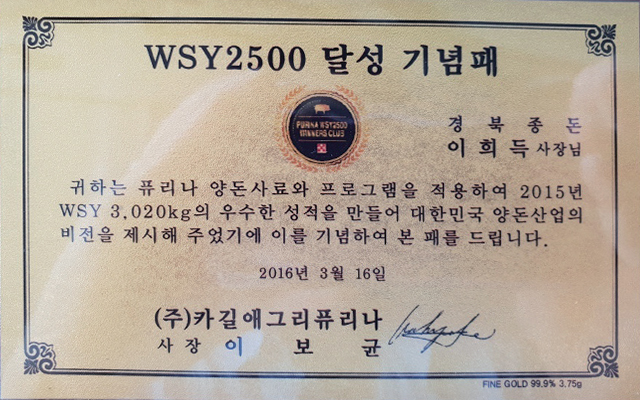 WSY2500 달성 기념패
PURINA WSY2500
WINNERS CLUB
경북종돈
이희득 사장님
귀하는 퓨리나 양돈사료와 프로그램을 적용하여 2015년
WSY 3,020kg의 우수한 성적을 만들어 대한민국 양돈산업의
비전을 제시해 주었기에 이를 기념하여 본 패를 드립니다.
2016년 3월 16일
(주)카길애그리퓨리나
사장 이보균
FINE GOLD 99.9% 3.75g